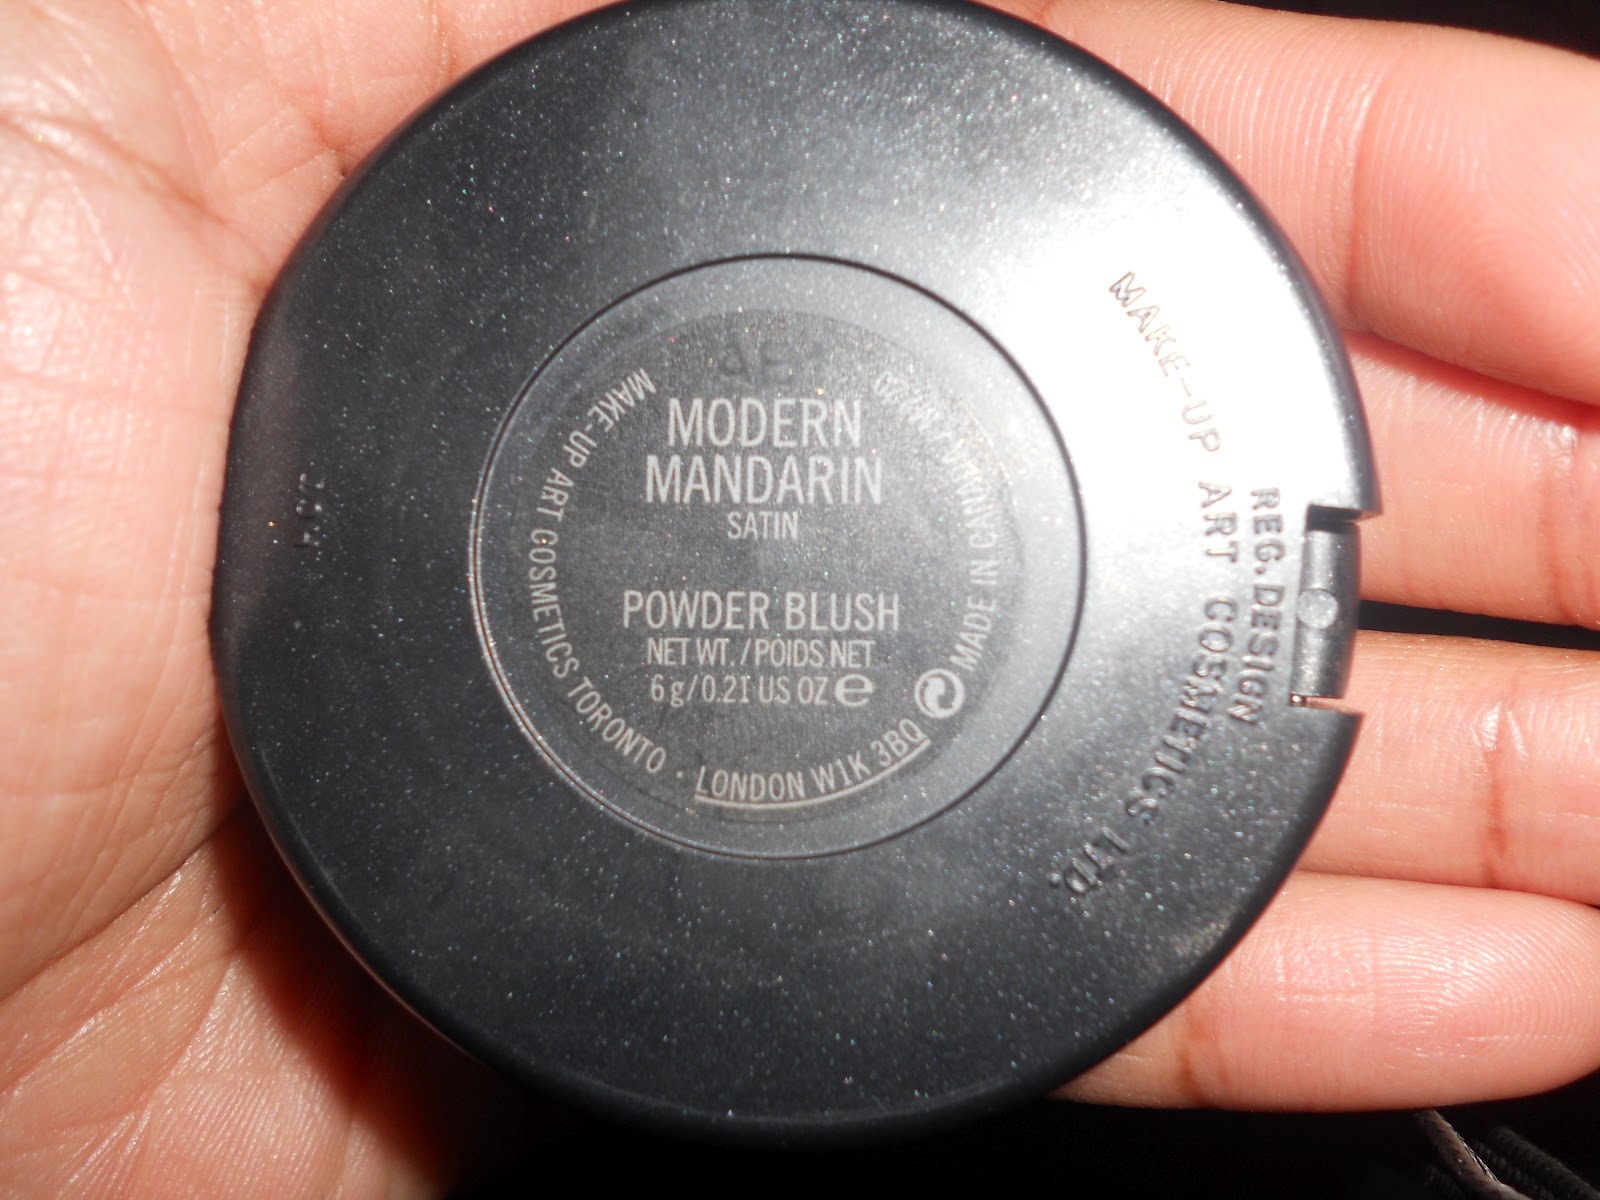 MODERN
MANDARIN
SATIN
POWDER BLUSH
NET WT. / POIDS NET
6 g / 0.21 US OZ e
MAKE-UP ART COSMETICS TORONTO · LONDON W1K 3BQ
MADE IN CANADA /
MAKE-UP ART COSMETICS LTD.
REG.DESIGN